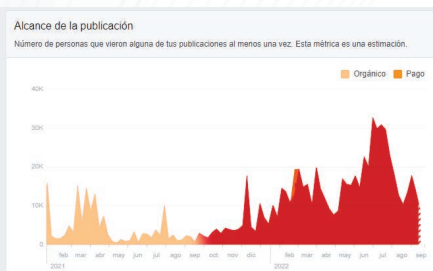 Alcance de la publicación
Número de personas que vieron alguna de tus publicaciones al menos una vez. Esta métrica es una estimación.
Orgánico Pago
40K
30K
20K
10K
0
feb mar abr may jun jul ago sep oct nov dic feb mar abr may jun jul ago sep
2021 2022